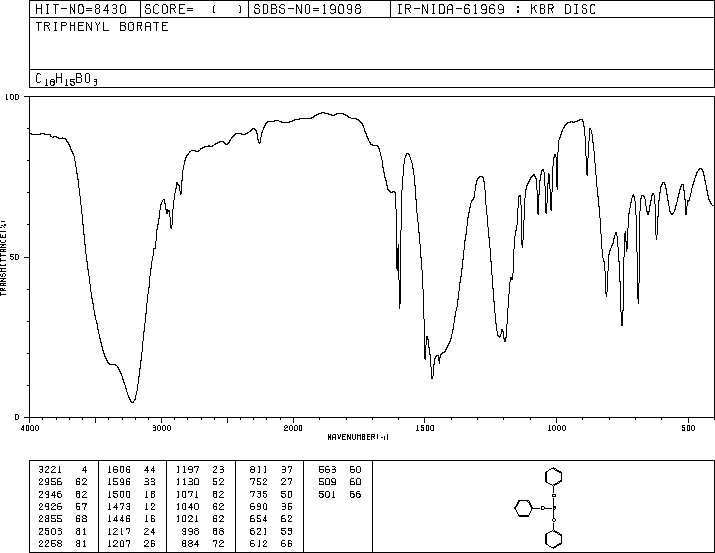 HIT-NO=8430 SCORE= ( ) SDBS-NO=19098 IR-NIDA-61969 : KBR DISC
TRIPHENYL BORATE
C18H15BO3
100
50
0
TRANSMITTANCE(%)
4000 3000 2000 1500 1000 500
WAVENUMBER(-1)
3221 4 1606 44 1197 23 811 37 563 60
2956 62 1596 33 1130 52 752 27 509 60
2946 62 1500 18 1071 62 735 50 501 66
2926 57 1473 12 1040 62 690 36
2855 68 1446 16 1021 62 654 62
2503 81 1217 24 998 68 621 53
2268 81 1207 26 884 72 612 66